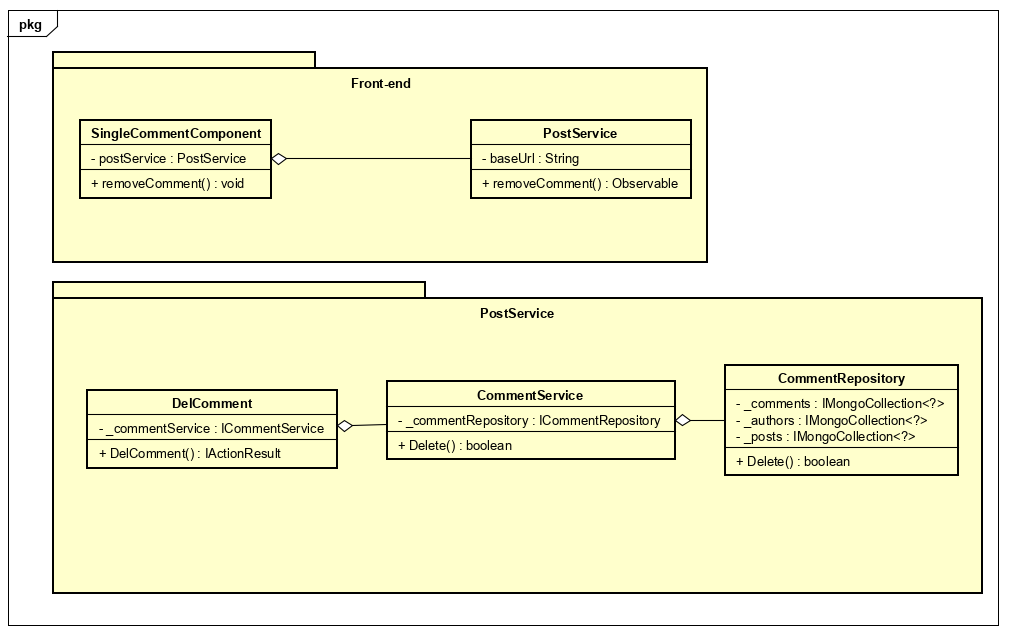 pkg
Front-end
SingleCommentComponent
- postService : PostService
+ removeComment() : void
PostService
- baseUrl : String
+ removeComment() : Observable
PostService
DelComment
- _commentService : ICommentService
+ DelComment() : IActionResult
CommentService
- _commentRepository : ICommentRepository
+ Delete() : boolean
CommentRepository
- _comments : IMongoCollection<?>
- _authors : IMongoCollection<?>
- _posts : IMongoCollection<?>
+ Delete() : boolean